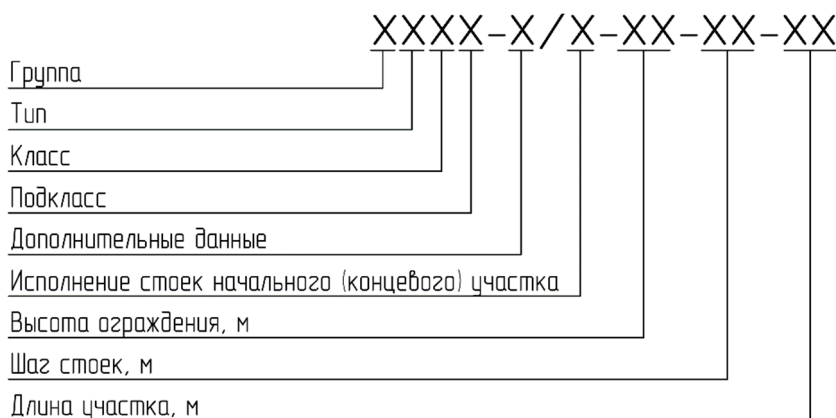 XXXX-X/X-XX-XX-XX
Группа
Тип
Класс
Подкласс
Дополнительные данные
Исполнение стоек начального (концевого) участка
Высота ограждения, м
Шаг стоек, м
Длина участка, м